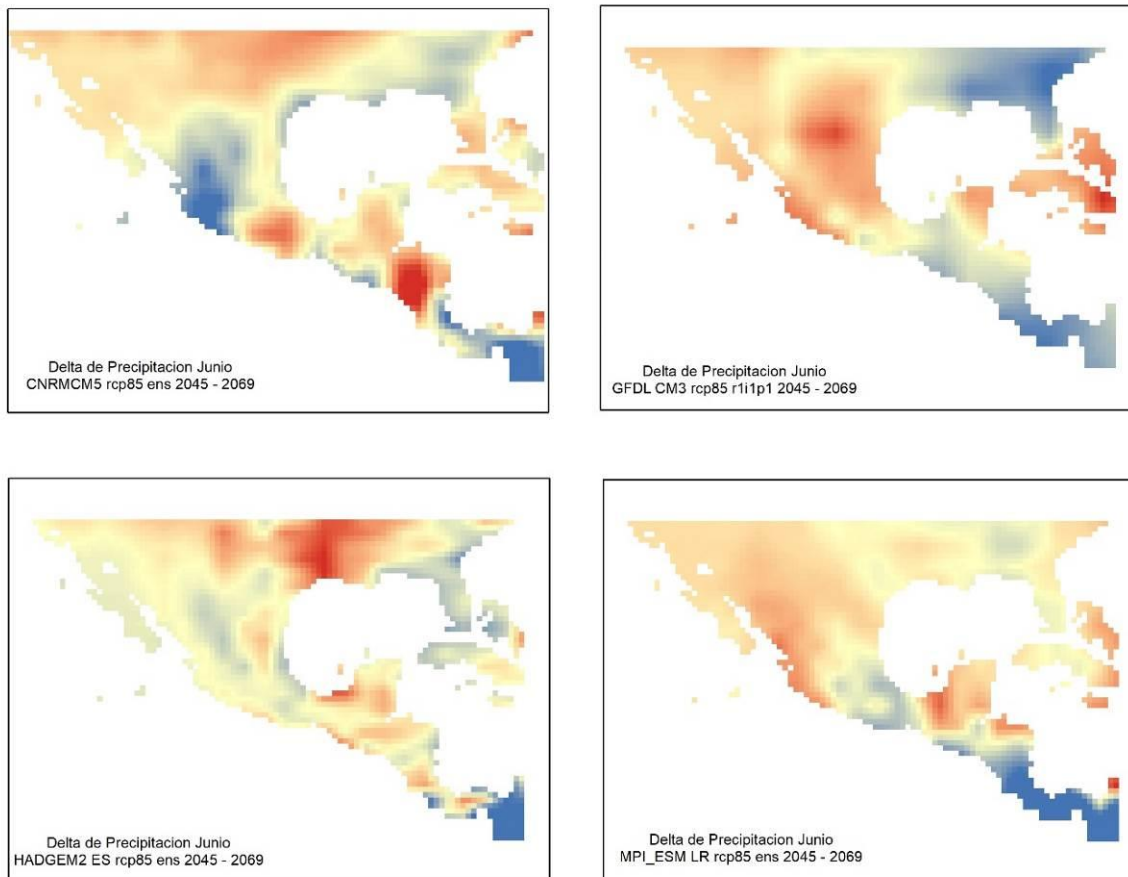 Delta de Precipitacion Junio
CNRMCM5 rcp85 ens 2045 - 2069
Delta de Precipitacion Junio
GFDL CM3 rcp85 r1i1p1 2045 - 2069
Delta de Precipitacion Junio
HADGEM2 ES rcp85 ens 2045 - 2069
Delta de Precipitacion Junio
MPI_ESM LR rcp85 ens 2045 - 2069